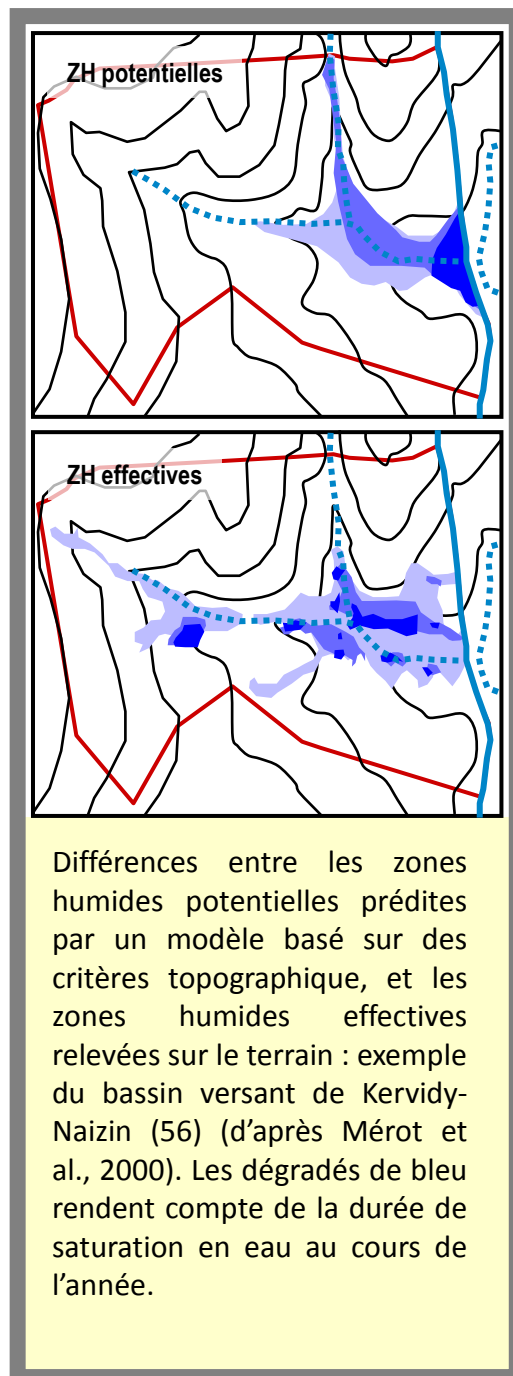 ZH potentielles
ZH effectives
Différences entre les zones
humides potentielles prédites
par un modèle basé sur des
critères topographique, et les
zones humides effectives
relevées sur le terrain : exemple
du bassin versant de Kervidy-
Naizin (56) (d’après Mérot et
al., 2000). Les dégradés de bleu
rendent compte de la durée de
saturation en eau au cours de
l’année.